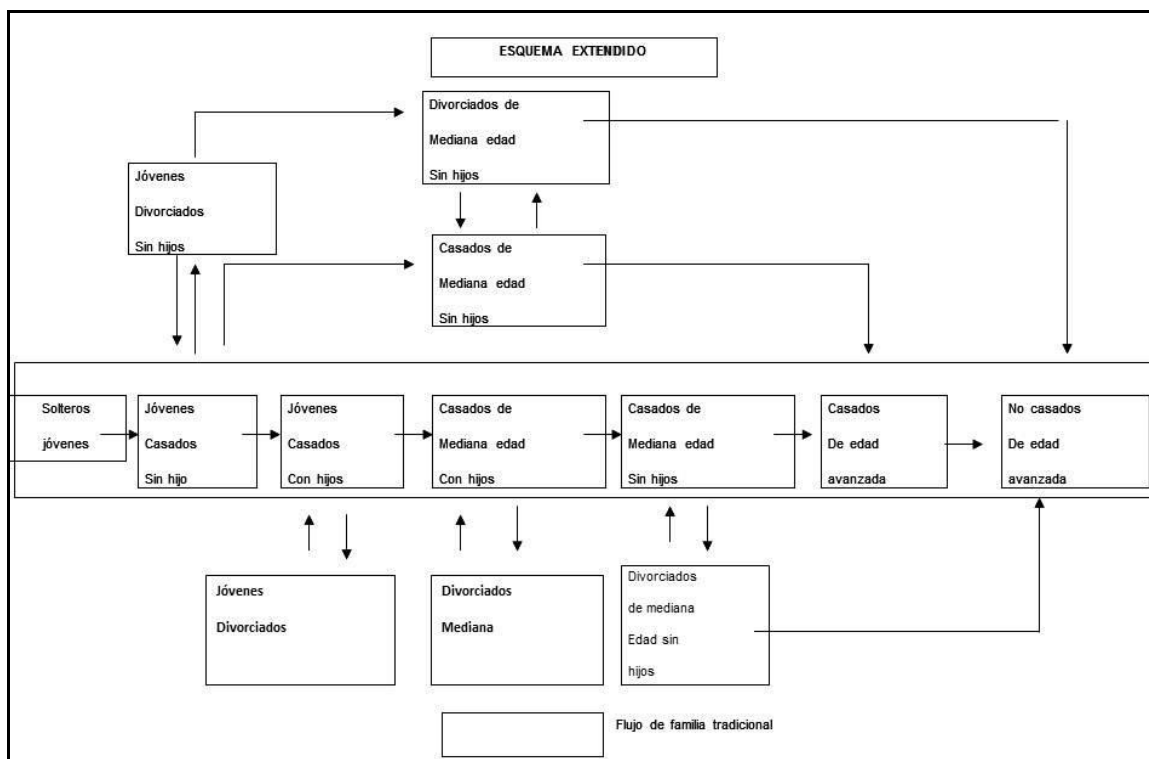 ESQUEMA EXTENDIDO
Divorciados de
Mediana edad
Sin hijos
Jóvenes
Divorciados
Sin hijos
Casados de
Mediana edad
Sin hijos
Solteros
jóvenes
Jóvenes
Casados
Sin hijo
Jóvenes
Casados
Con hijos
Casados de
Mediana edad
Con hijos
Casados de
Mediana edad
Sin hijos
Casados
De edad
avanzada
No casados
De edad
avanzada
Jóvenes
Divorciados
Divorciados
Mediana
Divorciados
de mediana
Edad sin
hijos
Flujo de familia tradicional